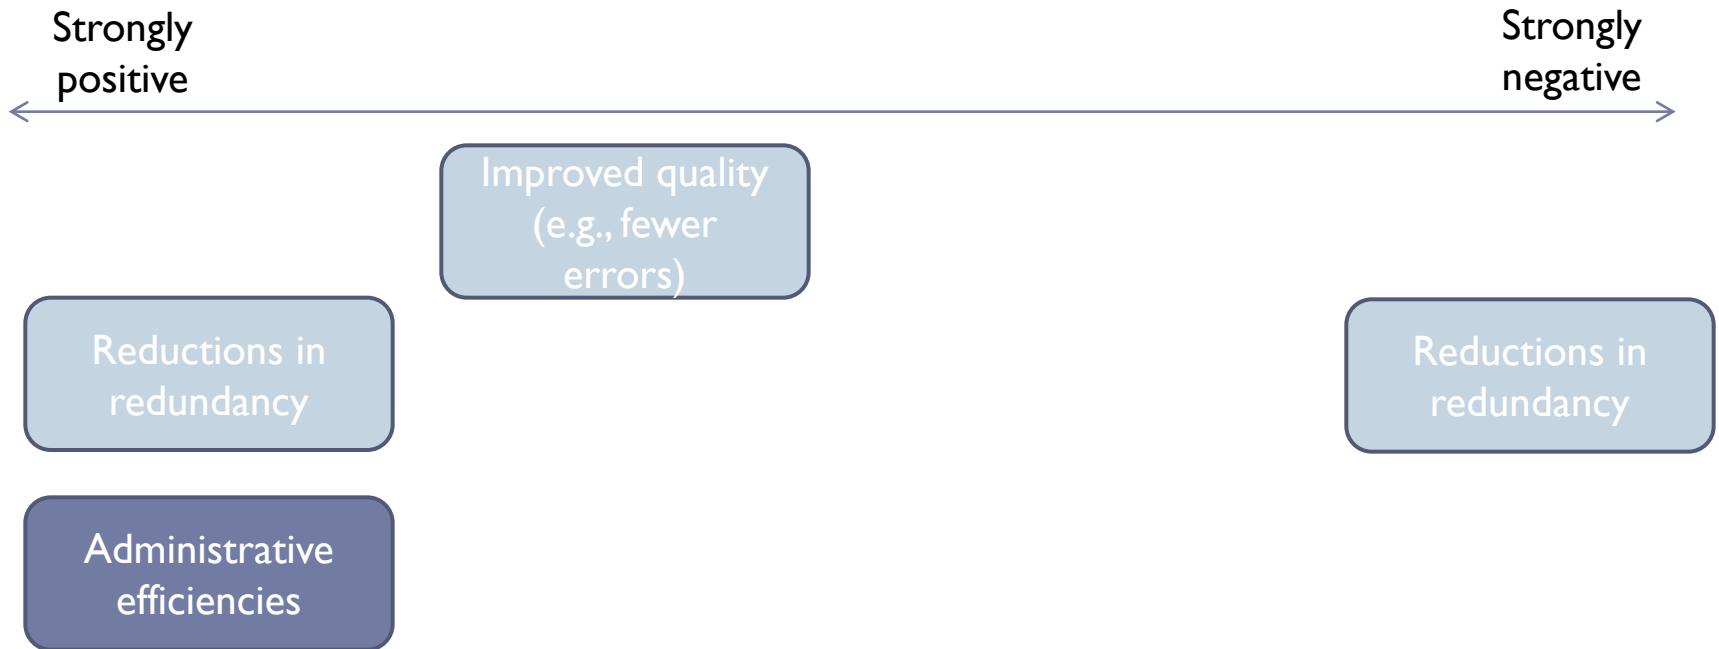 Strongly
positive
Strongly
negative
Improved quality
(e.g., fewer
errors)
Reductions in
redundancy
Reductions in
redundancy
Administrative
efficiencies